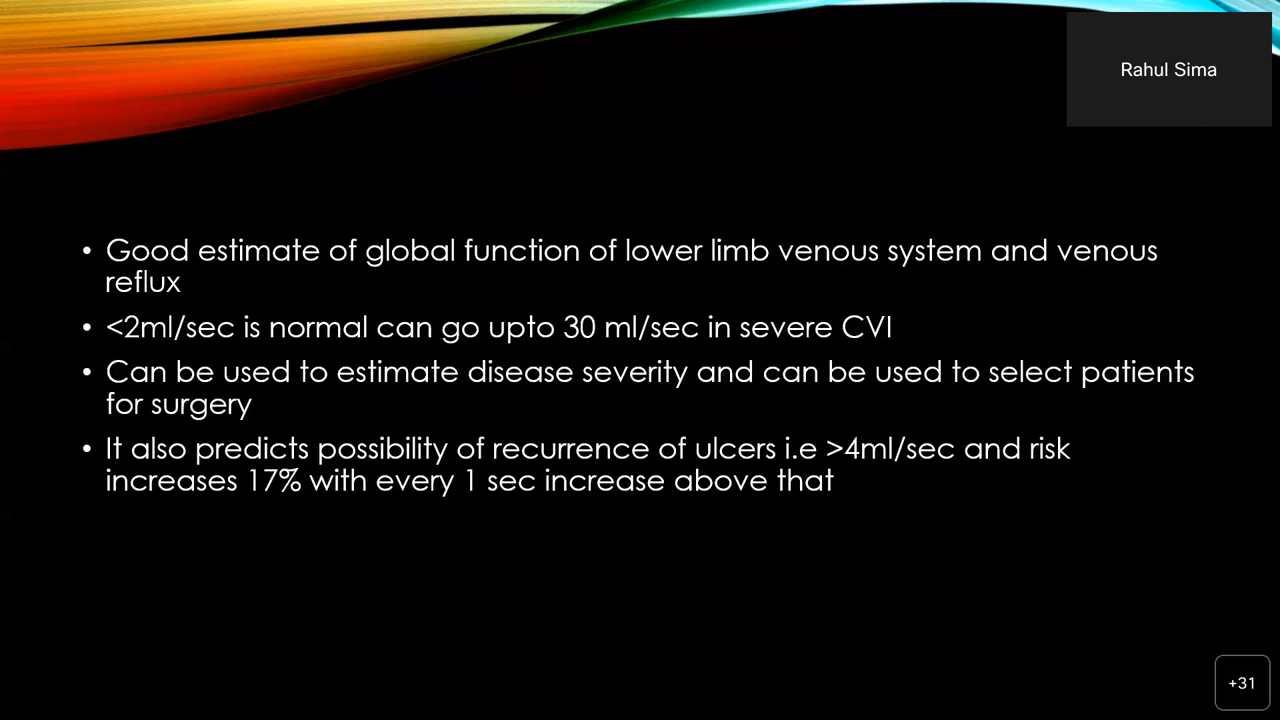 Rahul Sima
• Good estimate of global function of lower limb venous system and venous
reflux
• <2ml/sec is normal can go upto 30 ml/sec in severe CVI
• Can be used to estimate disease severity and can be used to select patients
for surgery
• It also predicts possibility of recurrence of ulcers i.e >4ml/sec and risk
increases 17% with every 1 sec increase above that
+31